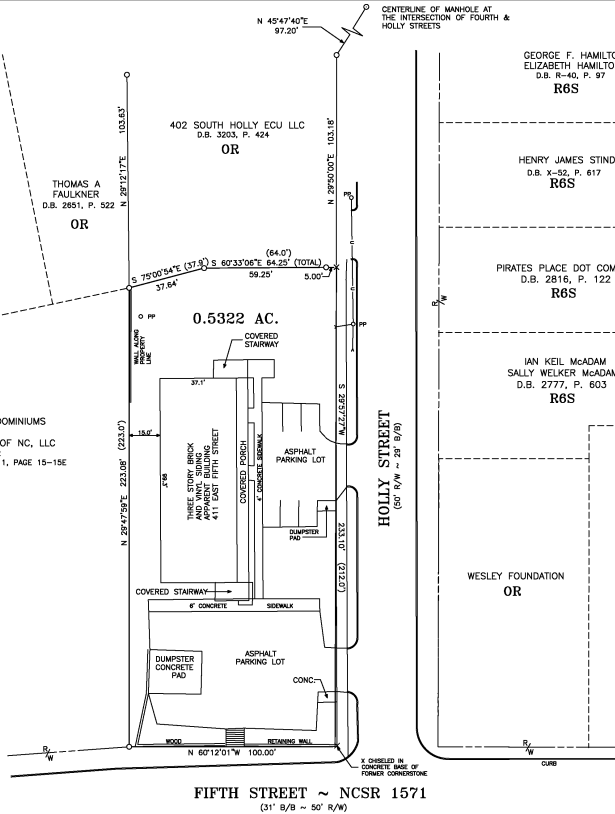 N 45°47'40"E
97.20'
CENTERLINE OF MANHOLE AT
THE INTERSECTION OF FOURTH &
HOLLY STREETS
GEORGE F. HAMILTO
ELIZABETH HAMILTO
D.B. R-40, P. 97
R6S
N 29°12'17"E 103.63'
402 SOUTH HOLLY ECU LLC
D.B. 3203, P. 424
OR
N 29°50'00"E 103.18'
THOMAS A
FAULKNER
D.B. 2651, P. 522
OR
HENRY JAMES STIND
D.B. X-52, P. 617
R6S
PP
S 75°00'54"E (37.9')
37.64'
(64.0')
S 60°33'06"E 64.25' (TOTAL)
59.25'
5.00'
PIRATES PLACE DOT COM
D.B. 2816, P. 122
R6S
R/W
PP
0.5322 AC.
PP
WALL ALONG
PROPERTY
LINE
COVERED
STAIRWAY
IAN KEIL McADAM
SALLY WELKER McADAM
D.B. 2777, P. 603
R6S
37.1'
S 29°57'27"W
233.10' (212.0')
DOMINIUMS
OF NC, LLC
1, PAGE 15-15E
N 29°47'59"E 223.08' (223.0')
15.0'
99.3'
THREE STORY BRICK
AND VINYL SIDING
APPARENT BUILDING
411 EAST FIFTH STREET
COVERED PORCH
4' CONCRETE SIDEWALK
ASPHALT
PARKING LOT
HOLLY STREET
(50' R/W ~ 29' B/B)
DUMPSTER
PAD
WESLEY FOUNDATION
OR
COVERED STAIRWAY
6' CONCRETE SIDEWALK
DUMPSTER
CONCRETE
PAD
ASPHALT
PARKING LOT
CONC.
WOOD RETAINING WALL
R/W
N 60°12'01"W 100.00'
R/W
CURB
X CHISELED IN
CONCRETE BASE OF
FORMER CORNERSTONE
FIFTH STREET ~ NCSR 1571
(31' B/B ~ 50' R/W)